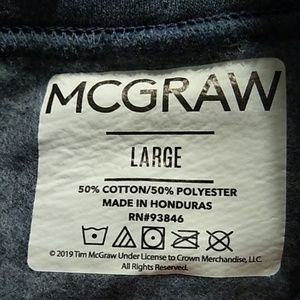 MCGRAW
LARGE
50% COTTON/50% POLYESTER
MADE IN HONDURAS
RN#93846
©2019 Tim McGraw Under License to Crown Merchandise, LLC.
All Rights Reserved.